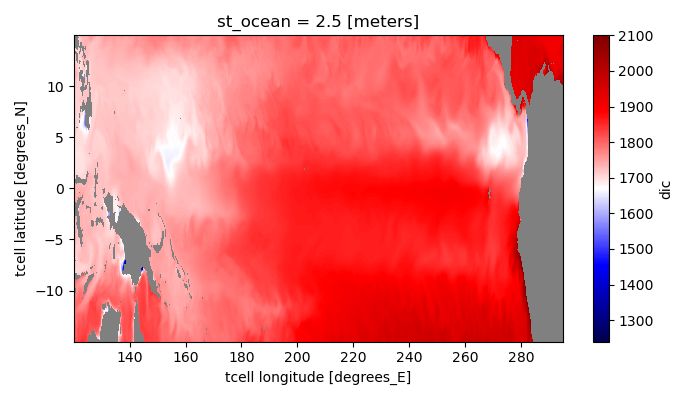 st_ocean = 2.5 [meters]
tcell latitude [degrees_N]
10
5
0
−5
−10
140 160 180 200 220 240 260 280
tcell longitude [degrees_E]
2100
2000
1900
1800
1700
1600
1500
1400
1300
dic